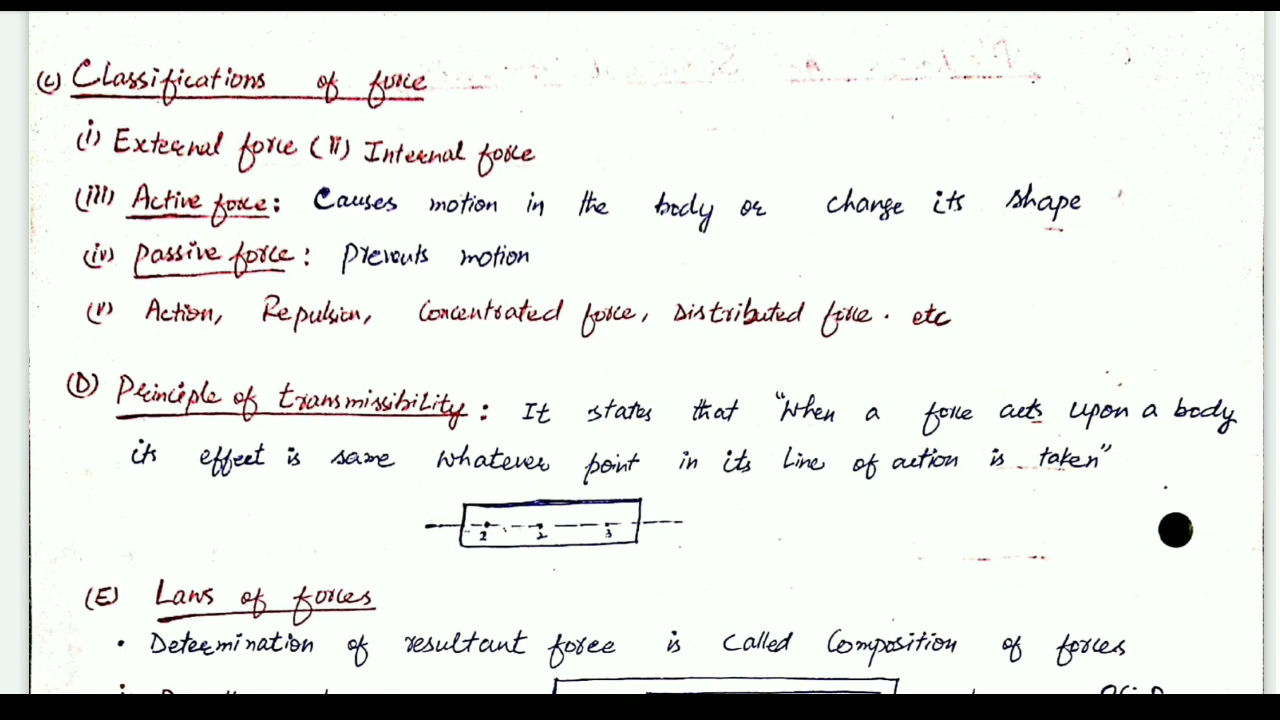 (C) Classifications of force
(i) External force (ii) Internal force
(iii) Active force: Causes motion in the body or change its shape
(iv) Passive force: Prevents motion
(v) Action, Repulsion, Concentrated force, Distributed force. etc
(D) Principle of transmissibility: It states that "When a force acts upon a body
its effect is same whatever point in its Line of action is taken"
1 2 3
(E) Laws of forces
• Determination of resultant force is called Composition of forces